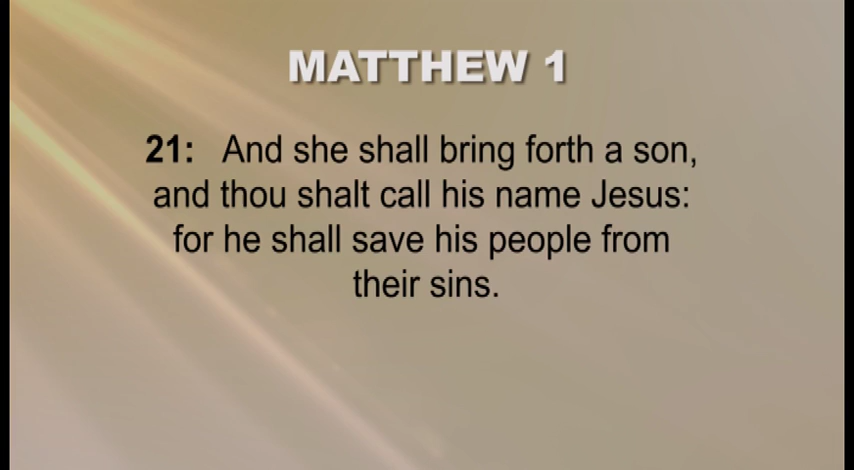 MATTHEW 1
21: And she shall bring forth a son,
and thou shalt call his name Jesus:
for he shall save his people from
their sins.